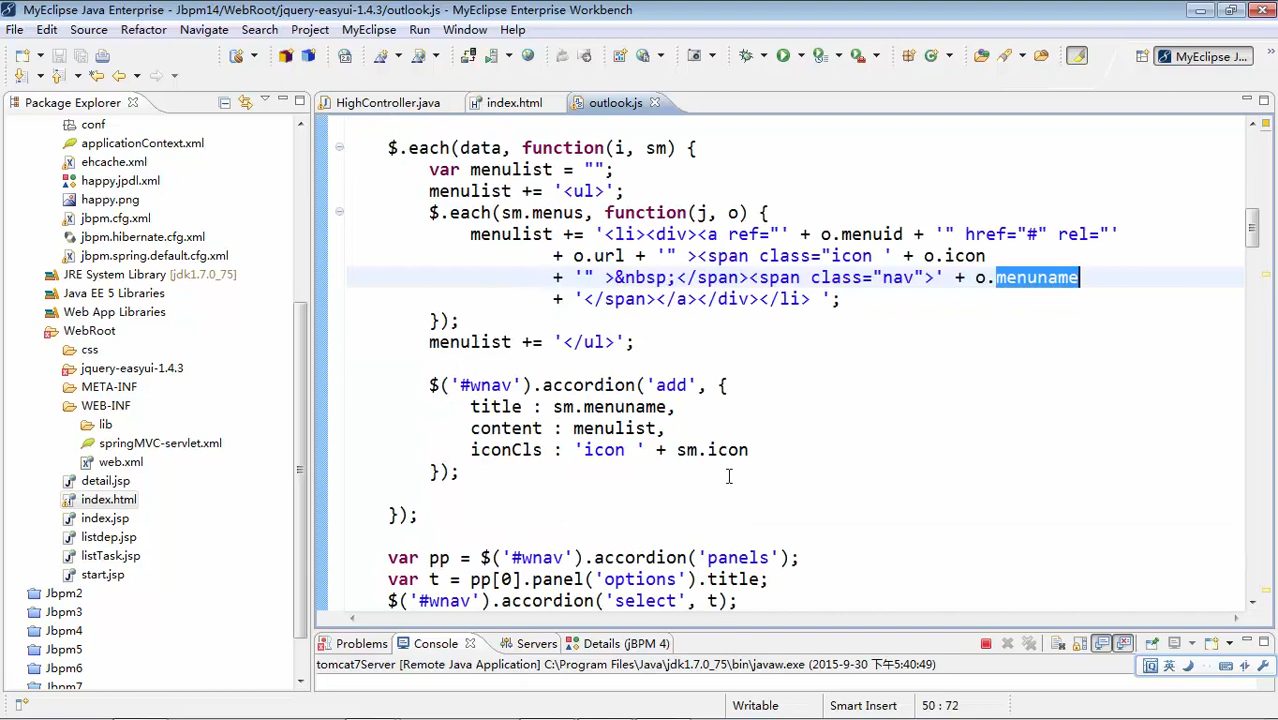 MyEclipse Java Enterprise - Jbpm14/WebRoot/jquery-easyui-1.4.3/outlook.js - MyEclipse Enterprise Workbench
File Edit Source Refactor Navigate Search Project MyEclipse Run Window Help
MyEclipse J...
Package Explorer
HighController.java index.html outlook.js
conf
applicationContext.xml
ehcache.xml
happy.jpdl.xml
happy.png
jbpm.cfg.xml
jbpm.hibernate.cfg.xml
spring.default.cfg.xml
JRE System Library [jdk1.7.0_75]
Java EE 5 Libraries
Web App Libraries
WebRoot
css
jquery-easyui-1.4.3
META-INF
WEB-INF
lib
springMVC-servlet.xml
web.xml
detail.jsp
index.html
index.jsp
listdep.jsp
listTask.jsp
start.jsp
Jbpm2
Jbpm3
Jbpm4
Jbpm5
Jbpm6
Jbpm7
$.each(data, function(i, sm) {
var menulist = "";
menulist += '<ul>';
$.each(sm.menus, function(j, o) {
menulist += '<li><div><a ref="' + o.menuid + '" href="#" rel="'
+ o.url + '" ><span class="icon ' + o.icon
+ '" >&nbsp;</span><span class="nav">' + o.menuname
+ '</span></a></div></li> ';
});
menulist += '</ul>';
$('#wnav').accordion('add', {
title : sm.menuname,
content : menulist,
iconCls : 'icon ' + sm.icon
});
});
var pp = $('#wnav').accordion('panels');
var t = pp[0].panel('options').title;
$('#wnav').accordion('select', t);
Problems Console Servers Details (jBPM 4)
tomcat7Server [Remote Java Application] C:\Program Files\Java\jdk1.7.0_75\bin\javaw.exe (2015-9-30 下午5:40:49)
英
Writable Smart Insert 50 : 72